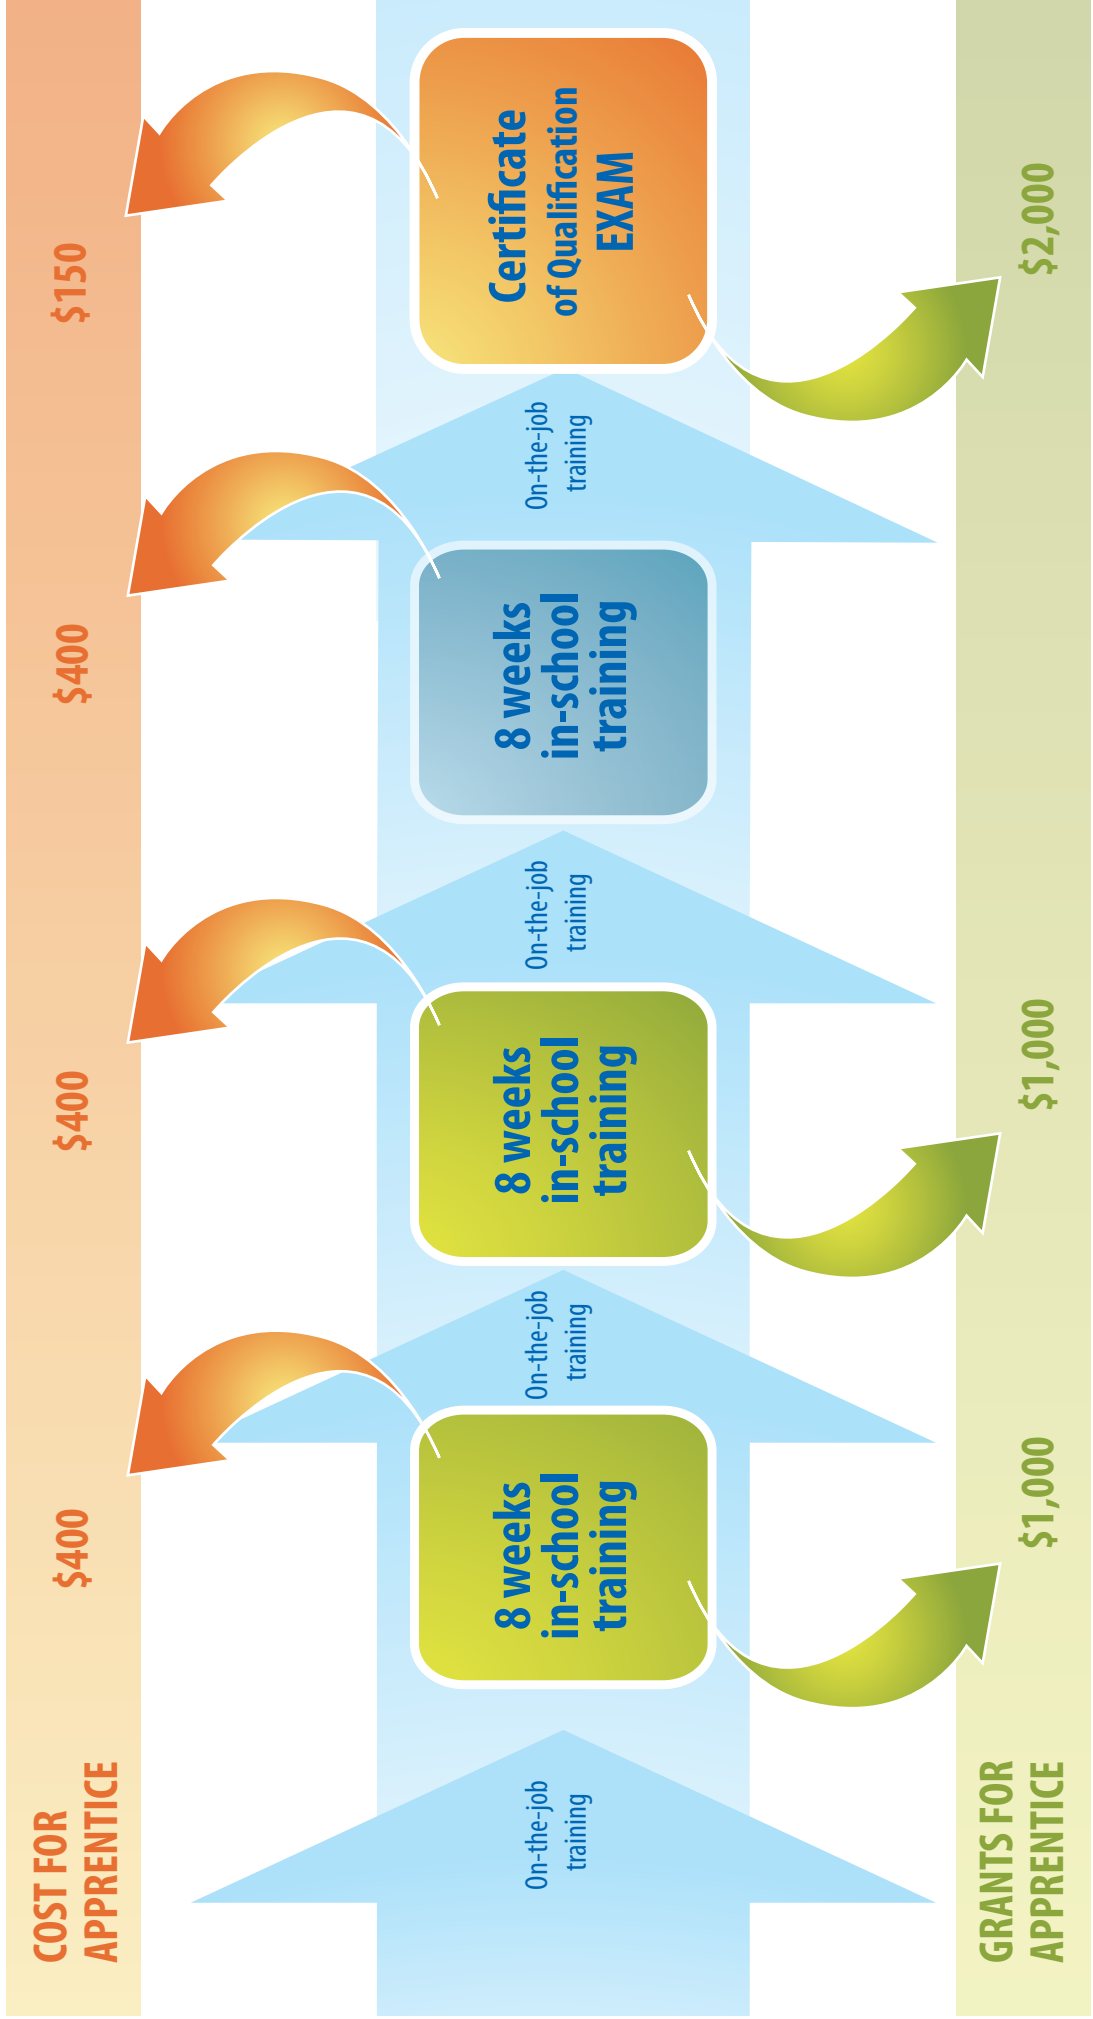 COST FOR
APPRENTICE
$400
$400
$400
$150
On-the-job
training
8 weeks
in-school
training
On-the-job
training
8 weeks
in-school
training
On-the-job
training
8 weeks
in-school
training
On-the-job
training
Certificate
of Qualification
EXAM
GRANTS FOR
APPRENTICE
$1,000
$1,000
$2,000